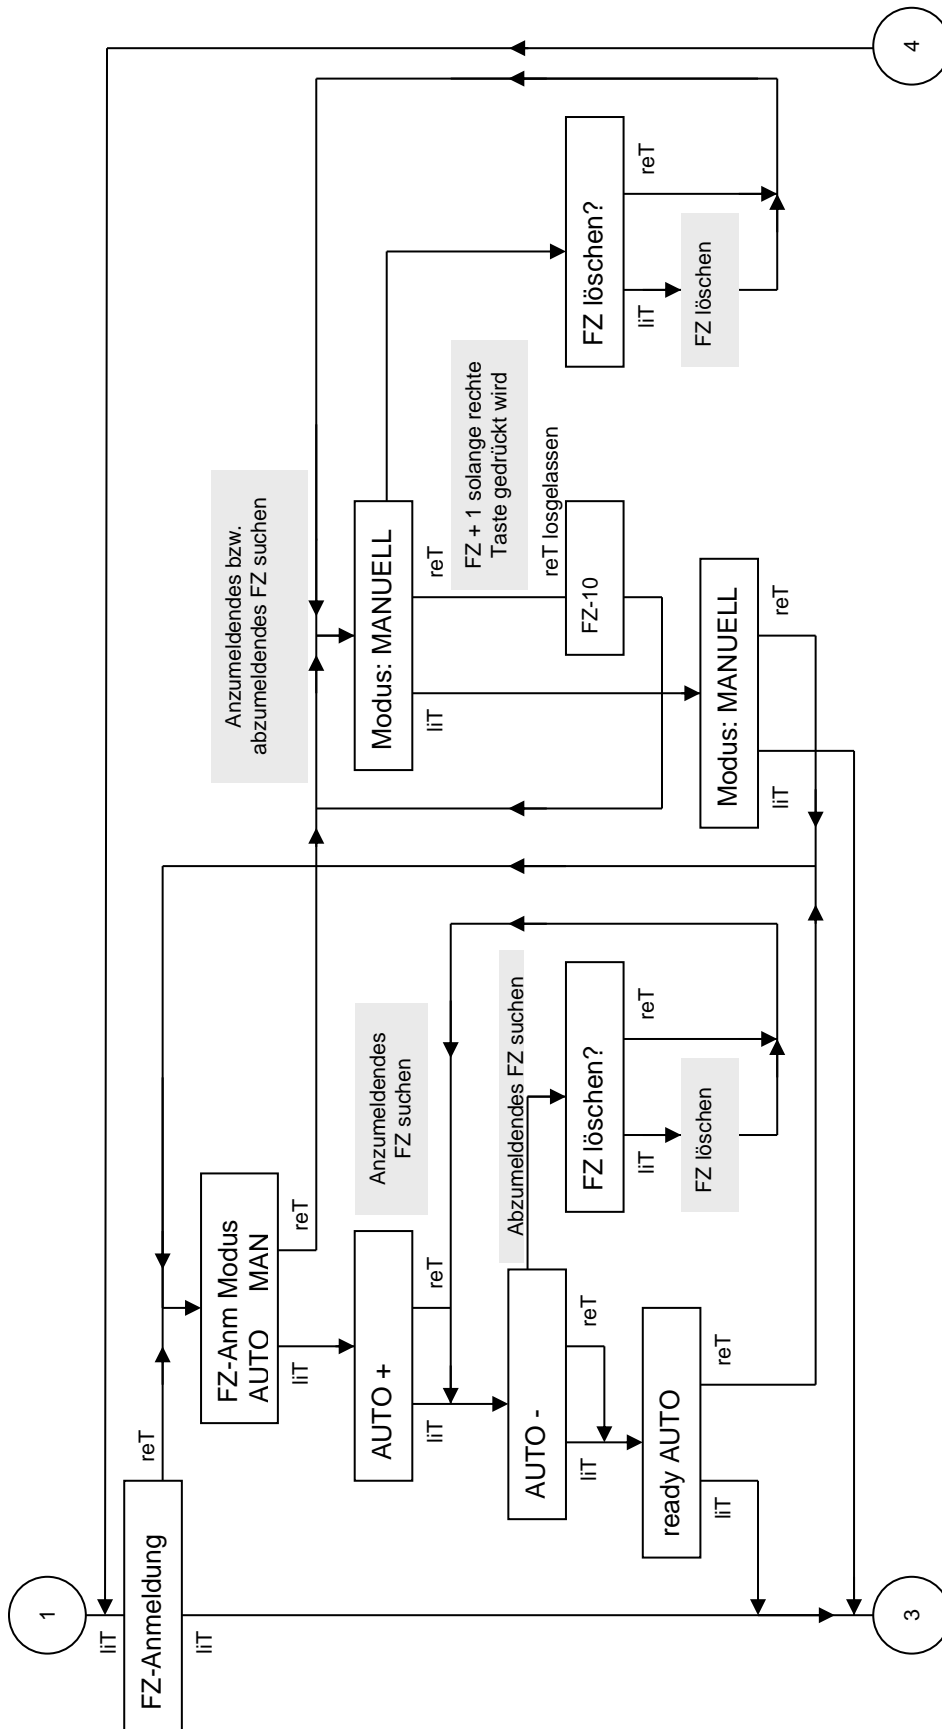 1
4
liT
FZ-Anmeldung
reT
liT
FZ-Anm Modus
AUTO MAN
liT
reT
Anzumeldendes bzw.
abzumeldendes FZ suchen
AUTO +
liT
reT
Anzumeldendes
FZ suchen
Modus: MANUELL
liT
reT
FZ + 1 solange rechte
Taste gedrückt wird
reT losgelassen
FZ-10
AUTO -
liT
reT
Abzumeldendes FZ suchen
FZ löschen?
liT
reT
FZ löschen
FZ löschen?
liT
reT
FZ löschen
ready AUTO
liT
reT
Modus: MANUELL
liT
reT
3